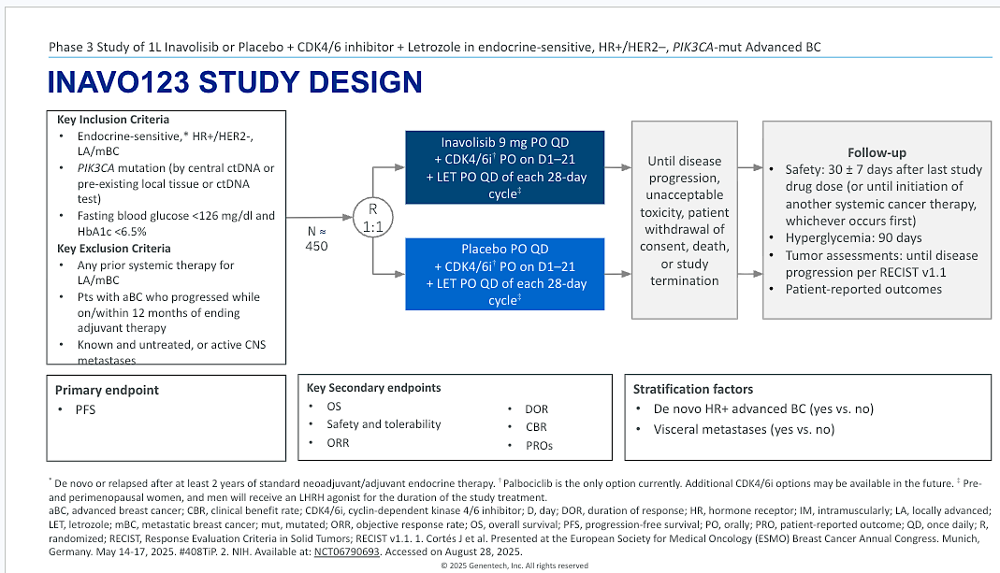 Phase 3 Study of 1L Inavolisib or Placebo + CDK4/6 inhibitor + Letrozole in endocrine-sensitive, HR+/HER2–, PIK3CA-mut Advanced BC
INAVO123 STUDY DESIGN
Key Inclusion Criteria
• Endocrine-sensitive,* HR+/HER2-,
LA/mBC
• PIK3CA mutation (by central ctDNA or
pre-existing local tissue or ctDNA
test)
• Fasting blood glucose <126 mg/dl and
HbA1c <6.5%
Key Exclusion Criteria
• Any prior systemic therapy for
LA/mBC
• Pts with aBC who progressed while
on/within 12 months of ending
adjuvant therapy
• Known and untreated, or active CNS
metastases
N ≈
450
R
1:1
Inavolisib 9 mg PO QD
+ CDK4/6i† PO on D1–21
+ LET PO QD of each 28-day
cycle‡
Placebo PO QD
+ CDK4/6i† PO on D1–21
+ LET PO QD of each 28-day
cycle‡
Until disease
progression,
unacceptable
toxicity, patient
withdrawal of
consent, death,
or study
termination
Follow-up
• Safety: 30 ± 7 days after last study
drug dose (or until initiation of
another systemic cancer therapy,
whichever occurs first)
• Hyperglycemia: 90 days
• Tumor assessments: until disease
progression per RECIST v1.1
• Patient-reported outcomes
Primary endpoint
• PFS
Key Secondary endpoints
• OS
• Safety and tolerability
• ORR
• DOR
• CBR
• PROs
Stratification factors
• De novo HR+ advanced BC (yes vs. no)
• Visceral metastases (yes vs. no)
* De novo or relapsed after at least 2 years of standard neoadjuvant/adjuvant endocrine therapy. † Palbociclib is the only option currently. Additional CDK4/6i options may be available in the future. ‡ Pre-
and perimenopausal women, and men will receive an LHRH agonist for the duration of the study treatment.
aBC, advanced breast cancer; CBR, clinical benefit rate; CDK4/6i, cyclin-dependent kinase 4/6 inhibitor; D, day; DOR, duration of response; HR, hormone receptor; IM, intramuscularly; LA, locally advanced;
LET, letrozole; mBC, metastatic breast cancer; mut, mutated; ORR, objective response rate; OS, overall survival; PFS, progression-free survival; PO, orally; PRO, patient-reported outcome; QD, once daily; R,
randomized; RECIST, Response Evaluation Criteria in Solid Tumors; RECIST v1.1. 1. Cortés J et al. Presented at the European Society for Medical Oncology (ESMO) Breast Cancer Annual Congress. Munich,
Germany. May 14-17, 2025. #408TiP. 2. NIH. Available at: NCT06790693. Accessed on August 28, 2025.
© 2025 Genentech, Inc. All rights reserved